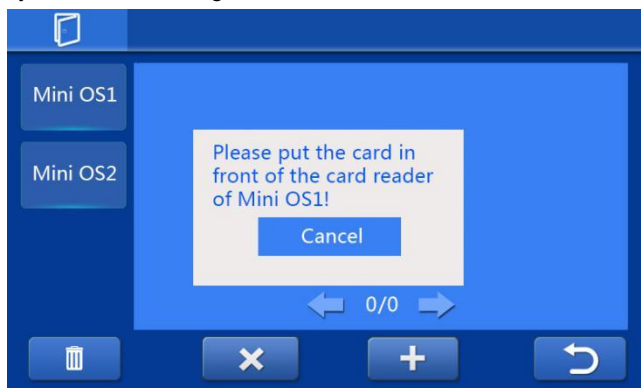 Mini OS1
Mini OS2
Please put the card in
front of the card reader
of Mini OS1!
Cancel
0/0